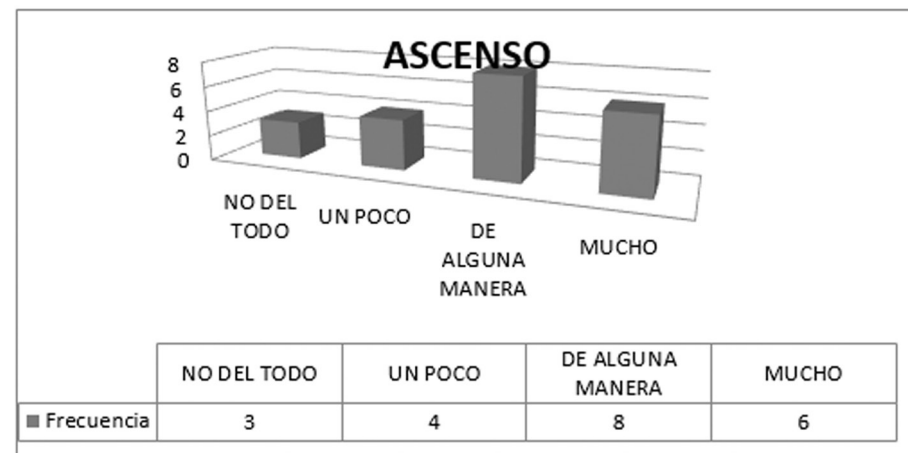 ASCENSO
8
6
4
2
0
NO DEL
TODO
UN POCO
DE
ALGUNA
MANERA
MUCHO
NO DEL TODO UN POCO DE ALGUNA
MANERA MUCHO
Frecuencia 3 4 8 6